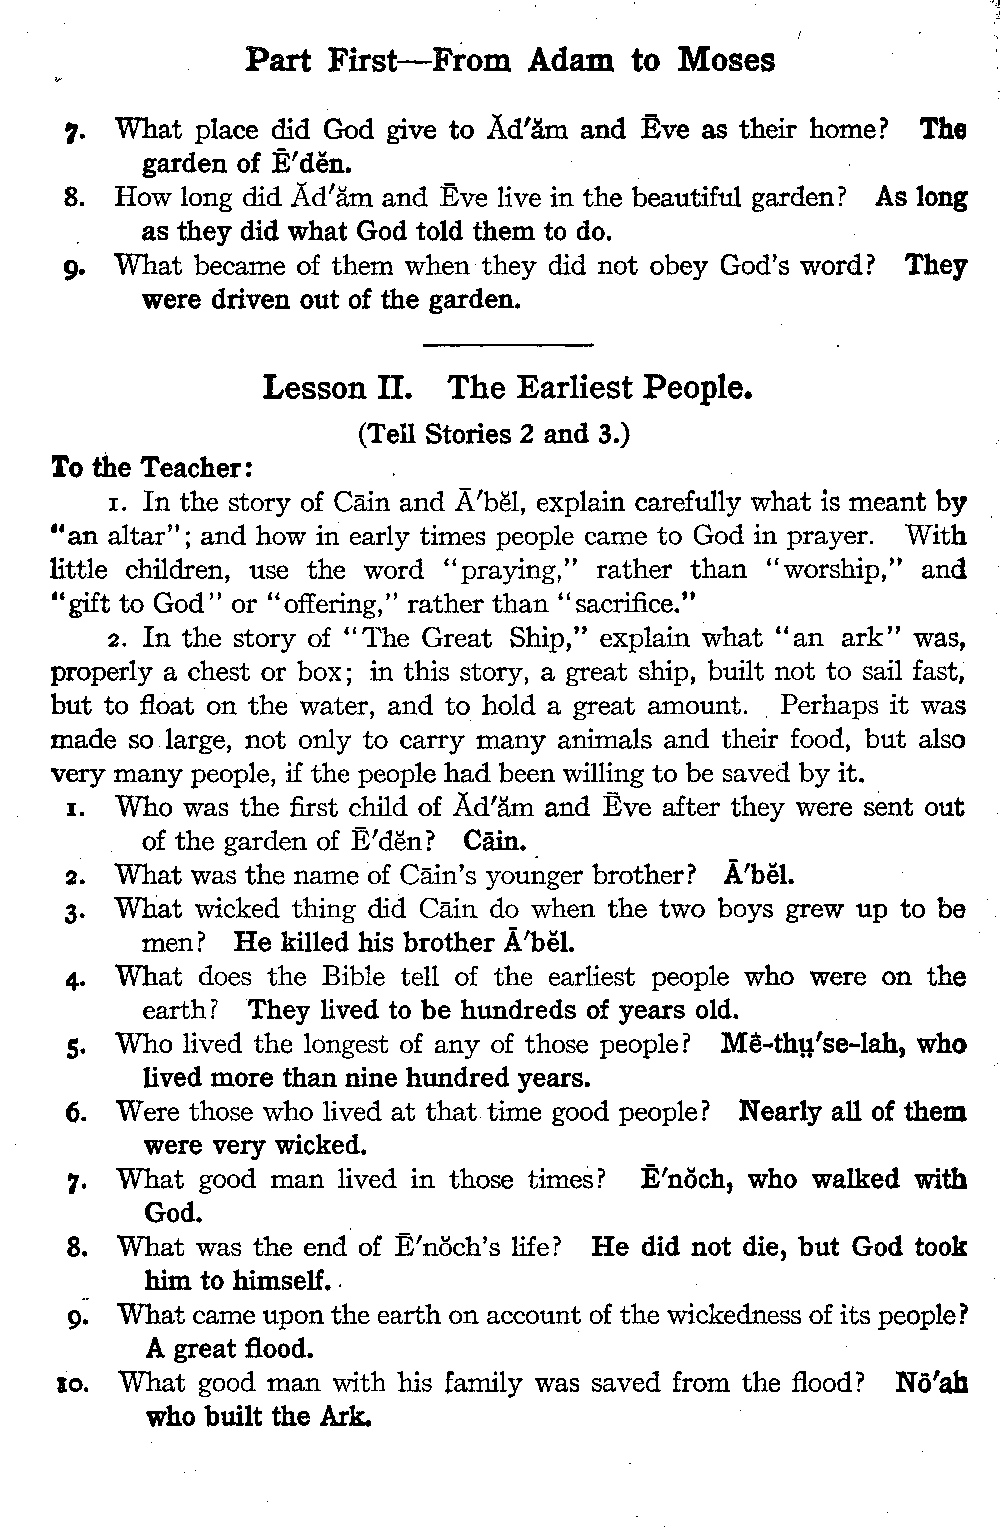 Part First—From Adam to Moses
7. What place did God give to Ăd′ăm and Ēve as their home? The
garden of Ē′dĕn.
8. How long did Ăd′ăm and Ēve live in the beautiful garden? As long
as they did what God told them to do.
9. What became of them when they did not obey God's word? They
were driven out of the garden.
Lesson II. The Earliest People.
(Tell Stories 2 and 3.)
To the Teacher:
1. In the story of Cāin and Ā′bĕl, explain carefully what is meant by
"an altar"; and how in early times people came to God in prayer. With
little children, use the word "praying," rather than "worship," and
"gift to God" or "offering," rather than "sacrifice."
2. In the story of "The Great Ship," explain what "an ark" was,
properly a chest or box; in this story, a great ship, built not to sail fast,
but to float on the water, and to hold a great amount. Perhaps it was
made so large, not only to carry many animals and their food, but also
very many people, if the people had been willing to be saved by it.
1. Who was the first child of Ăd′ăm and Ēve after they were sent out
of the garden of Ē′dĕn? Cāin.
2. What was the name of Cāin's younger brother? Ā′bĕl.
3. What wicked thing did Cāin do when the two boys grew up to be
men? He killed his brother Ā′bĕl.
4. What does the Bible tell of the earliest people who were on the
earth? They lived to be hundreds of years old.
5. Who lived the longest of any of those people? Mē-thṳ′se-lah, who
lived more than nine hundred years.
6. Were those who lived at that time good people? Nearly all of them
were very wicked.
7. What good man lived in those times? Ē′nŏch, who walked with
God.
8. What was the end of Ē′nŏch's life? He did not die, but God took
him to himself.
9. What came upon the earth on account of the wickedness of its people?
A great flood.
10. What good man with his family was saved from the flood? Nō′ah
who built the Ark.